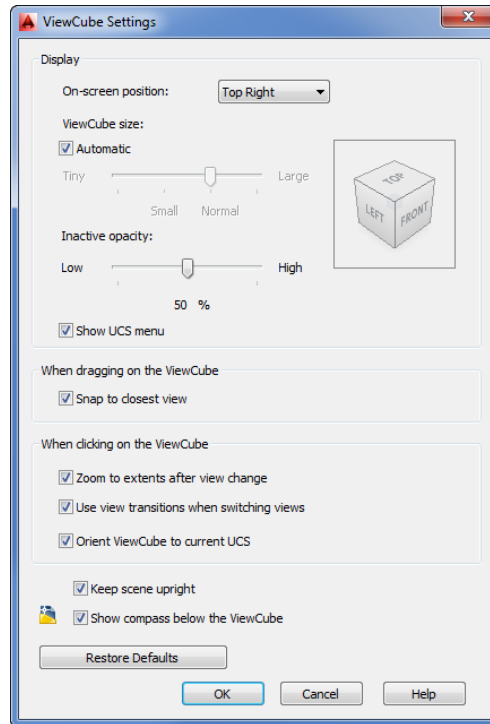 ViewCube Settings
Display
On-screen position:
Top Right
ViewCube size:
Automatic
Tiny
Large
Small
Normal
TOP
LEFT
FRONT
Inactive opacity:
Low
High
50 %
Show UCS menu
When dragging on the ViewCube
Snap to closest view
When clicking on the ViewCube
Zoom to extents after view change
Use view transitions when switching views
Orient ViewCube to current UCS
Keep scene upright
Show compass below the ViewCube
Restore Defaults
OK
Cancel
Help